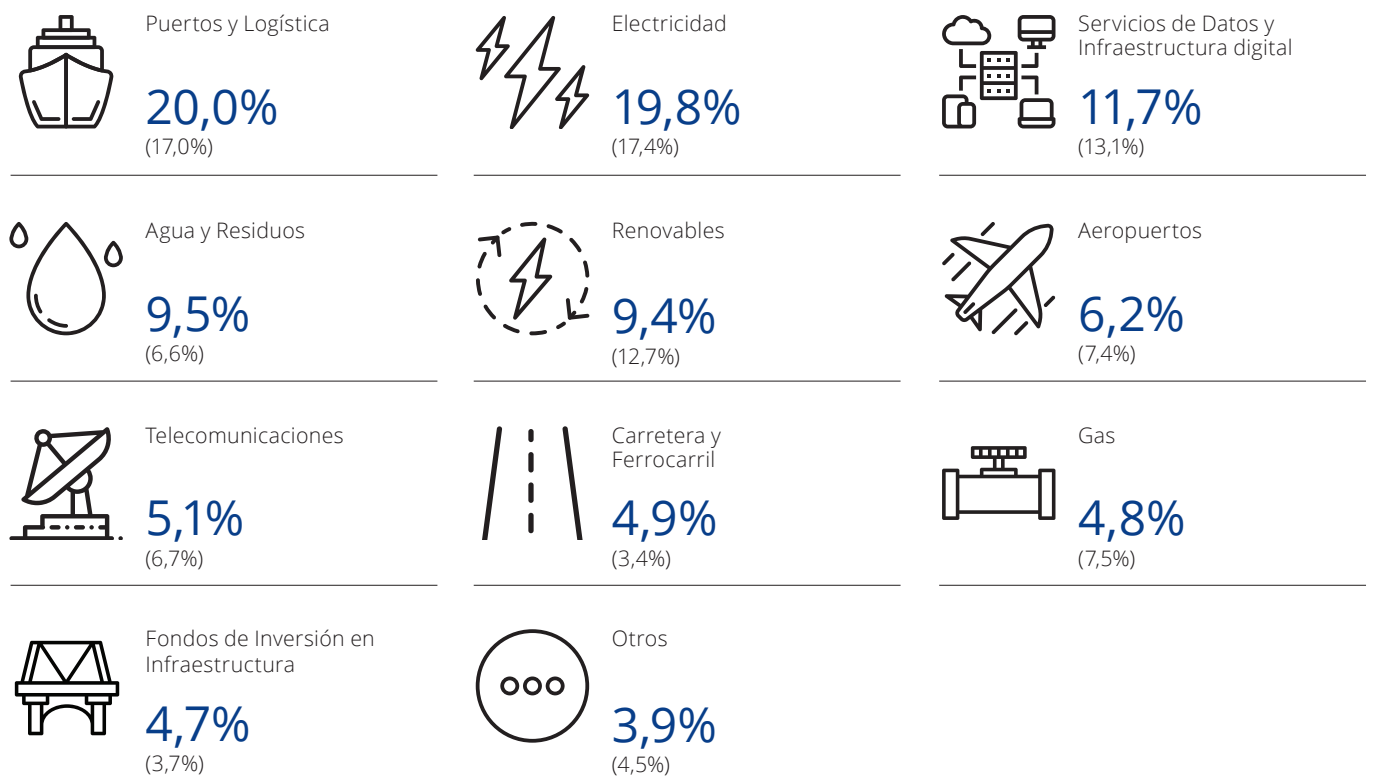 Puertos y Logística
20,0%
(17,0%)
Electricidad
19,8%
(17,4%)
Servicios de Datos y
Infraestructura digital
11,7%
(13,1%)
Agua y Residuos
9,5%
(6,6%)
Renovables
9,4%
(12,7%)
Aeropuertos
6,2%
(7,4%)
Telecomunicaciones
5,1%
(6,7%)
Carretera y
Ferrocarril
4,9%
(3,4%)
Gas
4,8%
(7,5%)
Fondos de Inversión en
Infraestructura
4,7%
(3,7%)
Otros
3,9%
(4,5%)